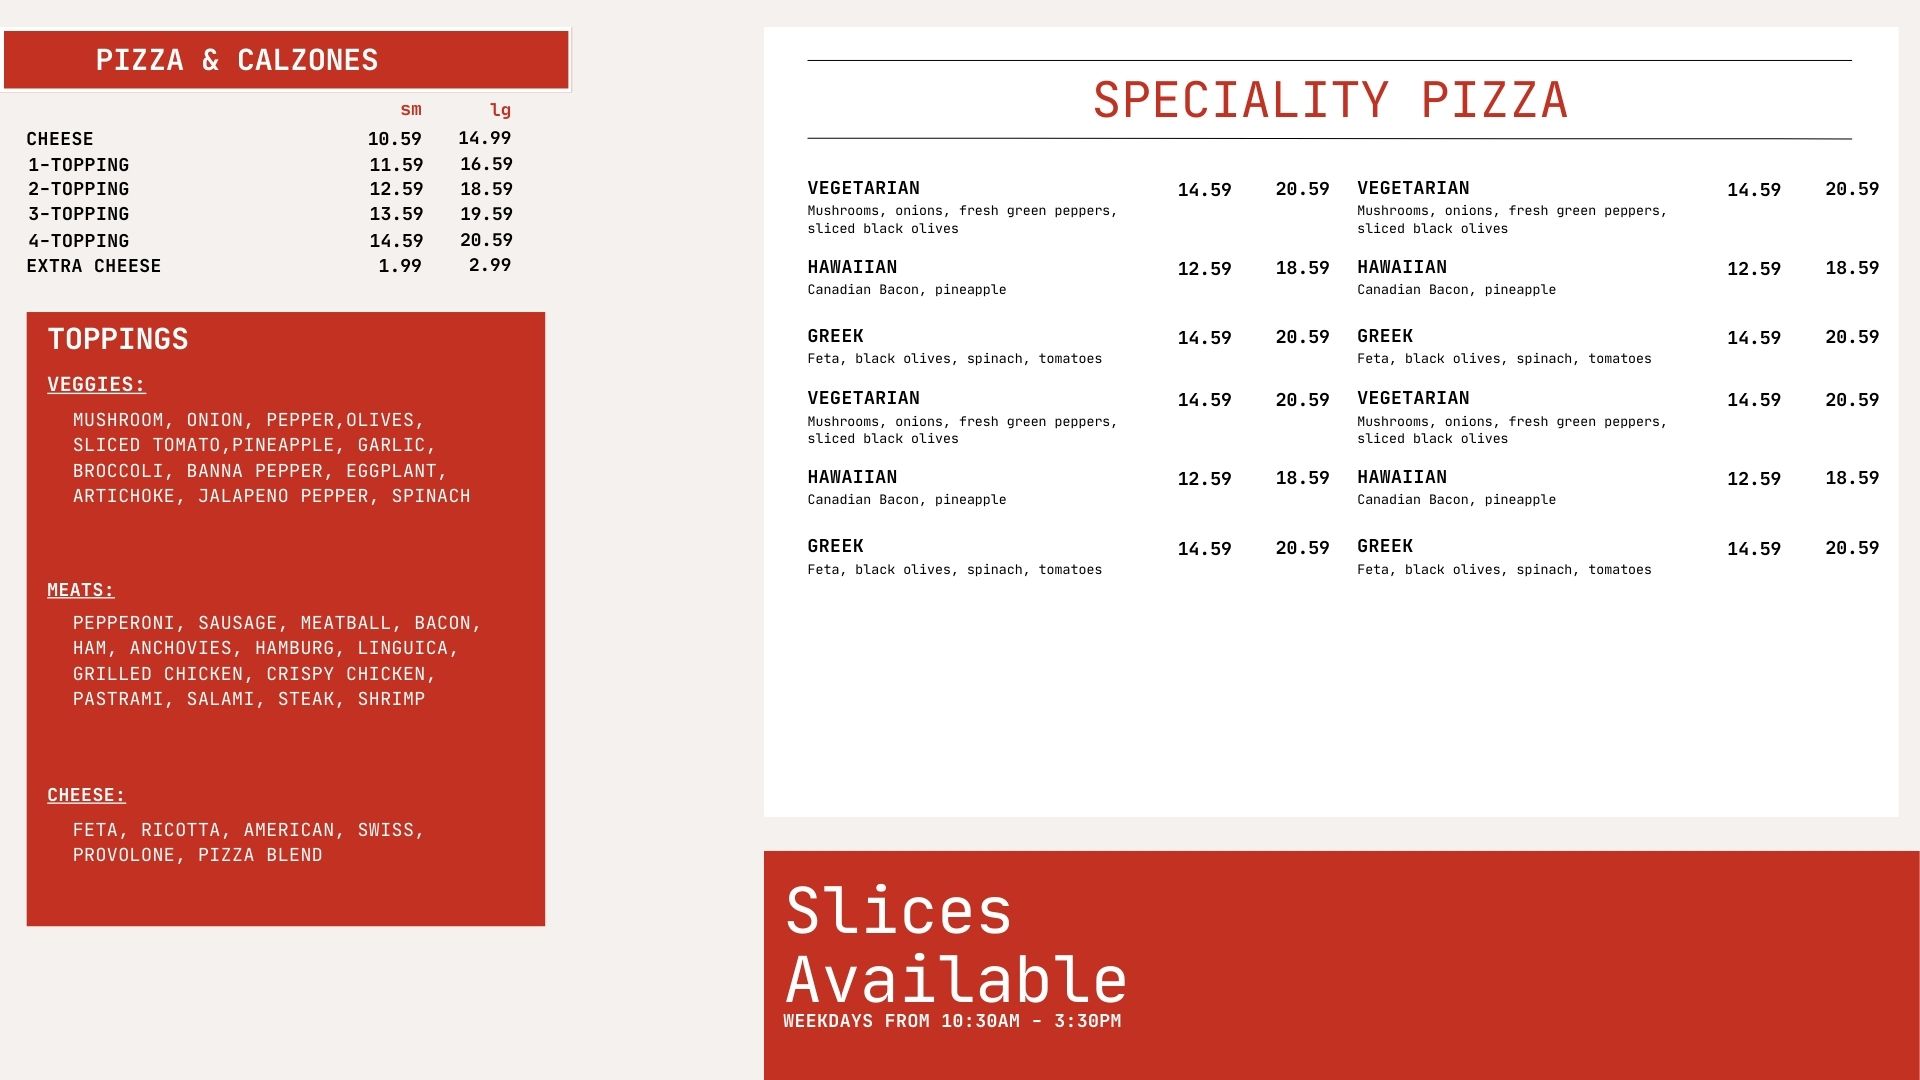 PIZZA & CALZONES
sm lg
CHEESE 10.59 14.99
1-TOPPING 11.59 16.59
2-TOPPING 12.59 18.59
3-TOPPING 13.59 19.59
4-TOPPING 14.59 20.59
EXTRA CHEESE 1.99 2.99
TOPPINGS
VEGGIES:
MUSHROOM, ONION, PEPPER,OLIVES,
SLICED TOMATO,PINEAPPLE, GARLIC,
BROCCOLI, BANNA PEPPER, EGGPLANT,
ARTICHOKE, JALAPENO PEPPER, SPINACH
MEATS:
PEPPERONI, SAUSAGE, MEATBALL, BACON,
HAM, ANCHOVIES, HAMBURG, LINGUICA,
GRILLED CHICKEN, CRISPY CHICKEN,
PASTRAMI, SALAMI, STEAK, SHRIMP
CHEESE:
FETA, RICOTTA, AMERICAN, SWISS,
PROVOLONE, PIZZA BLEND
SPECIALITY PIZZA
VEGETARIAN 14.59 20.59
Mushrooms, onions, fresh green peppers,
sliced black olives
HAWAIIAN 12.59 18.59
Canadian Bacon, pineapple
GREEK 14.59 20.59
Feta, black olives, spinach, tomatoes
VEGETARIAN 14.59 20.59
Mushrooms, onions, fresh green peppers,
sliced black olives
HAWAIIAN 12.59 18.59
Canadian Bacon, pineapple
GREEK 14.59 20.59
Feta, black olives, spinach, tomatoes
VEGETARIAN 14.59 20.59
Mushrooms, onions, fresh green peppers,
sliced black olives
HAWAIIAN 12.59 18.59
Canadian Bacon, pineapple
GREEK 14.59 20.59
Feta, black olives, spinach, tomatoes
VEGETARIAN 14.59 20.59
Mushrooms, onions, fresh green peppers,
sliced black olives
HAWAIIAN 12.59 18.59
Canadian Bacon, pineapple
GREEK 14.59 20.59
Feta, black olives, spinach, tomatoes
Slices
Available
WEEKDAYS FROM 10:30AM - 3:30PM